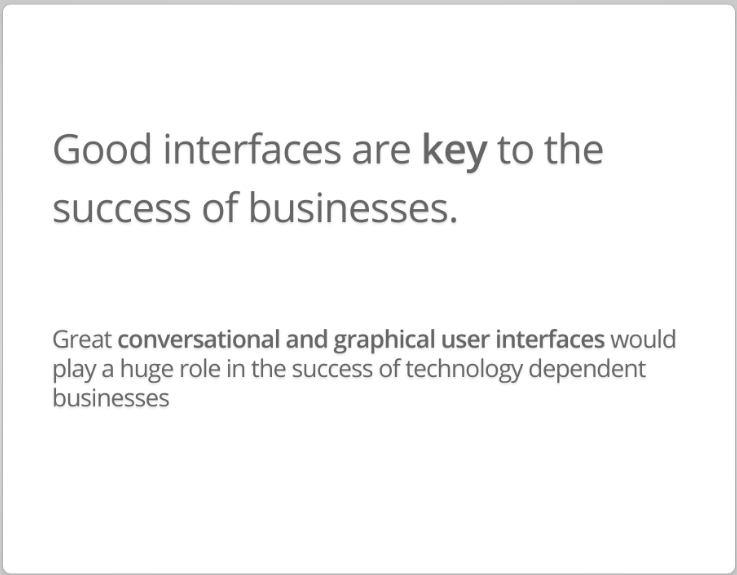 Good interfaces are key to the
success of businesses.
Great conversational and graphical user interfaces would
play a huge role in the success of technology dependent
businesses